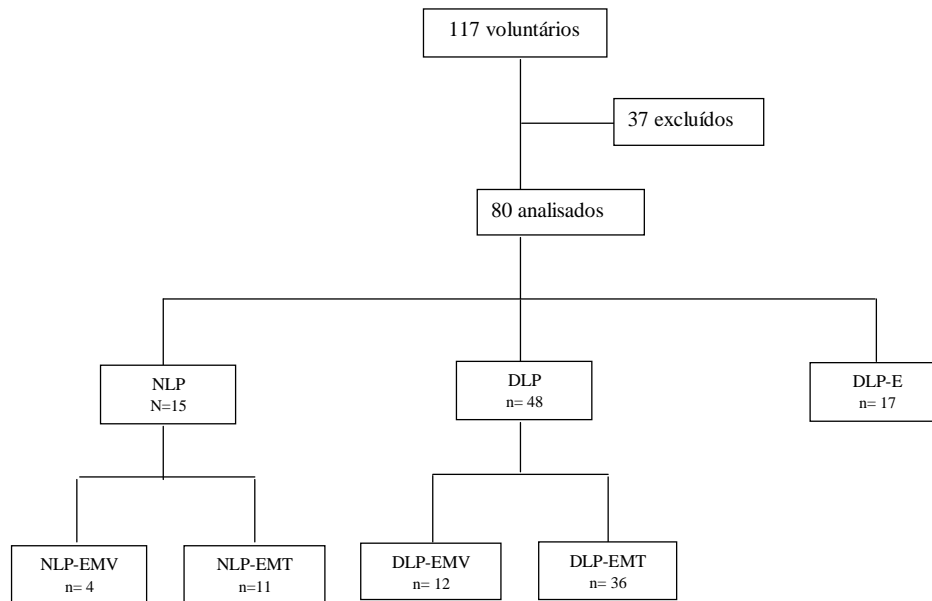 117 voluntários
37 excluídos
80 analisados
NLP
N=15
DLP
n= 48
DLP-E
n= 17
NLP-EMV
n= 4
NLP-EMT
n=11
DLP-EMV
n= 12
DLP-EMT
n= 36